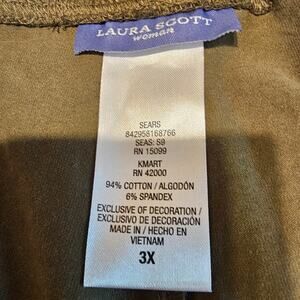 LAURA SCOTT
woman
SEARS
842958168766
SEAS: S9
RN 15099
KMART
RN 42000
94% COTTON / ALGODÓN
6% SPANDEX
EXCLUSIVE OF DECORATION /
EXCLUSIVO DE DECORACIÓN
MADE IN / HECHO EN
VIETNAM
3X